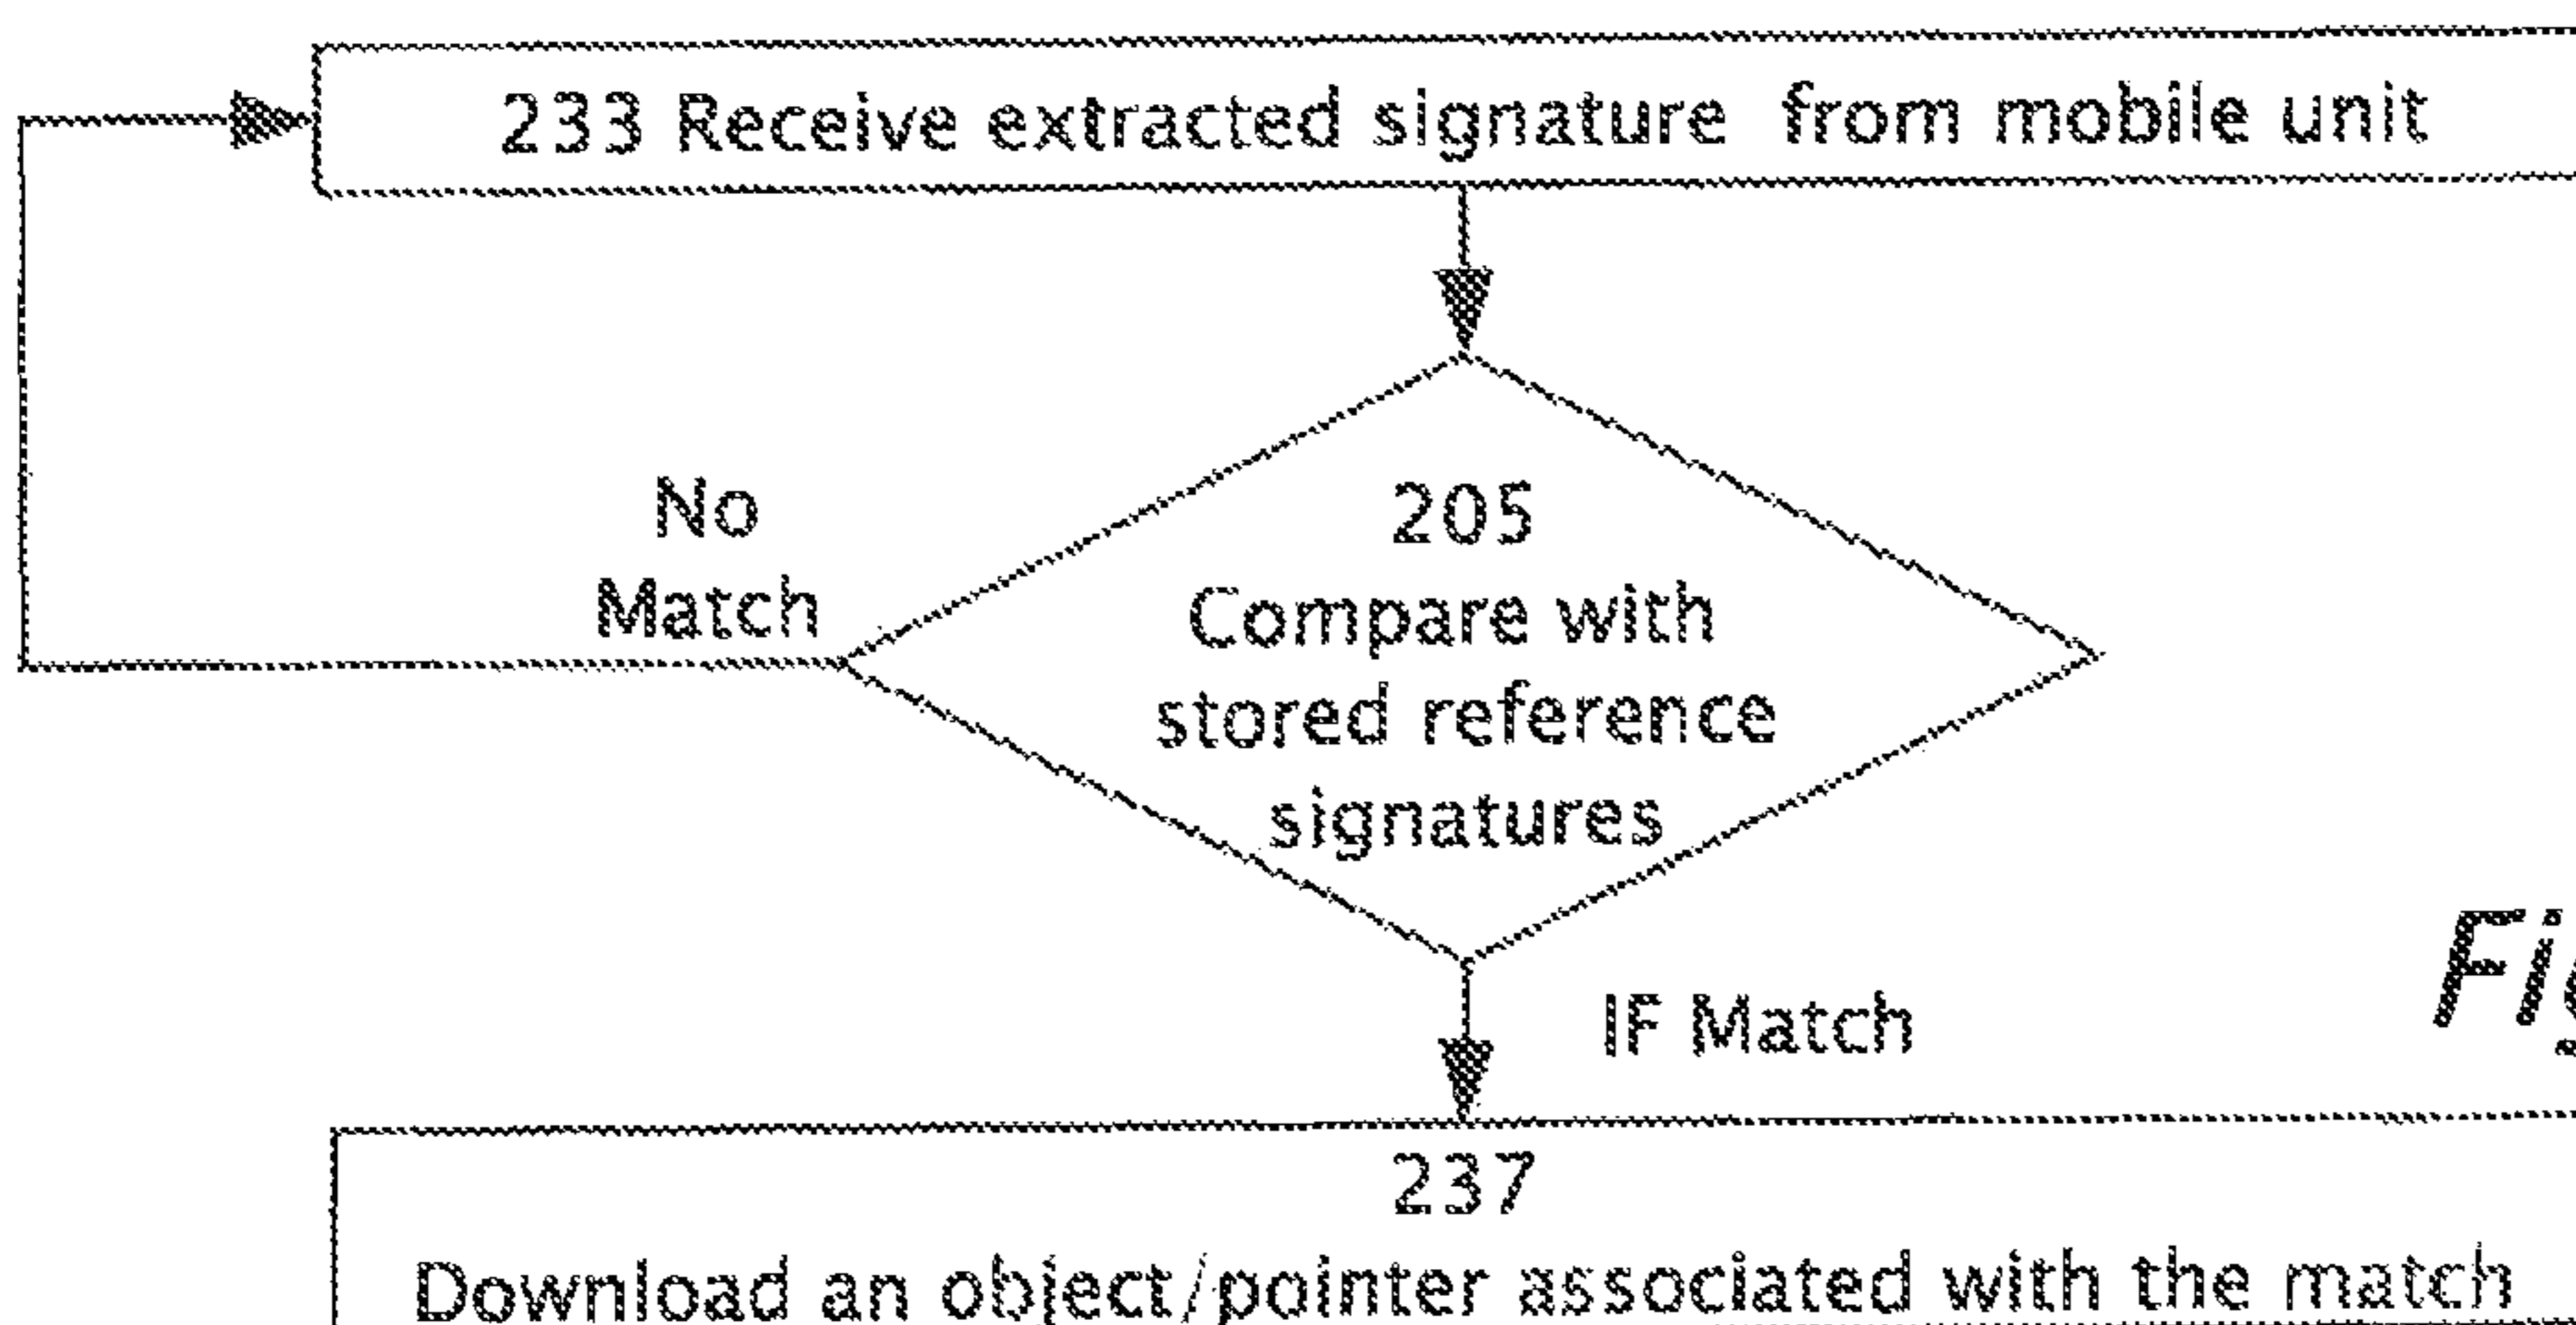 233 Receive extracted signature from mobile unit
No
Match
205
Compare with
stored reference
signatures
IF Match
237
Download an object/pointer associated with the match